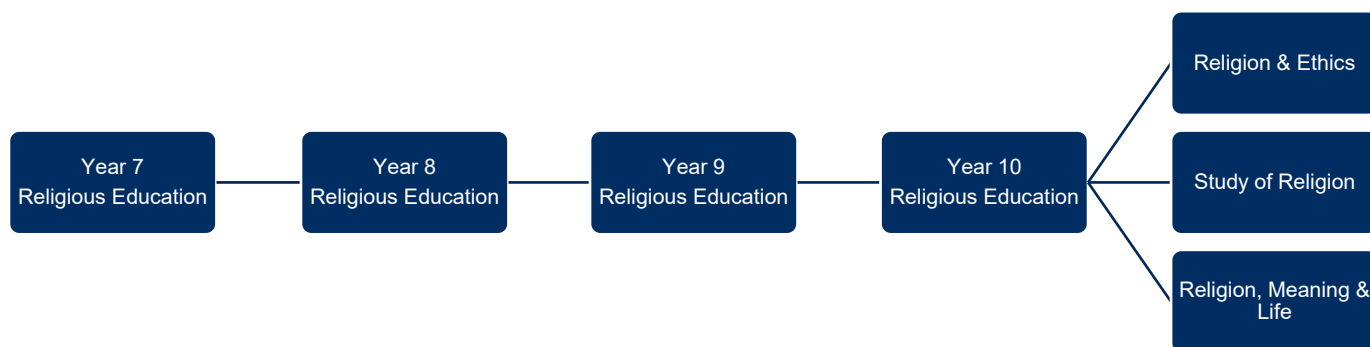 Year 7
Religious Education
Year 8
Religious Education
Year 9
Religious Education
Year 10
Religious Education
Religion & Ethics
Study of Religion
Religion, Meaning &
Life